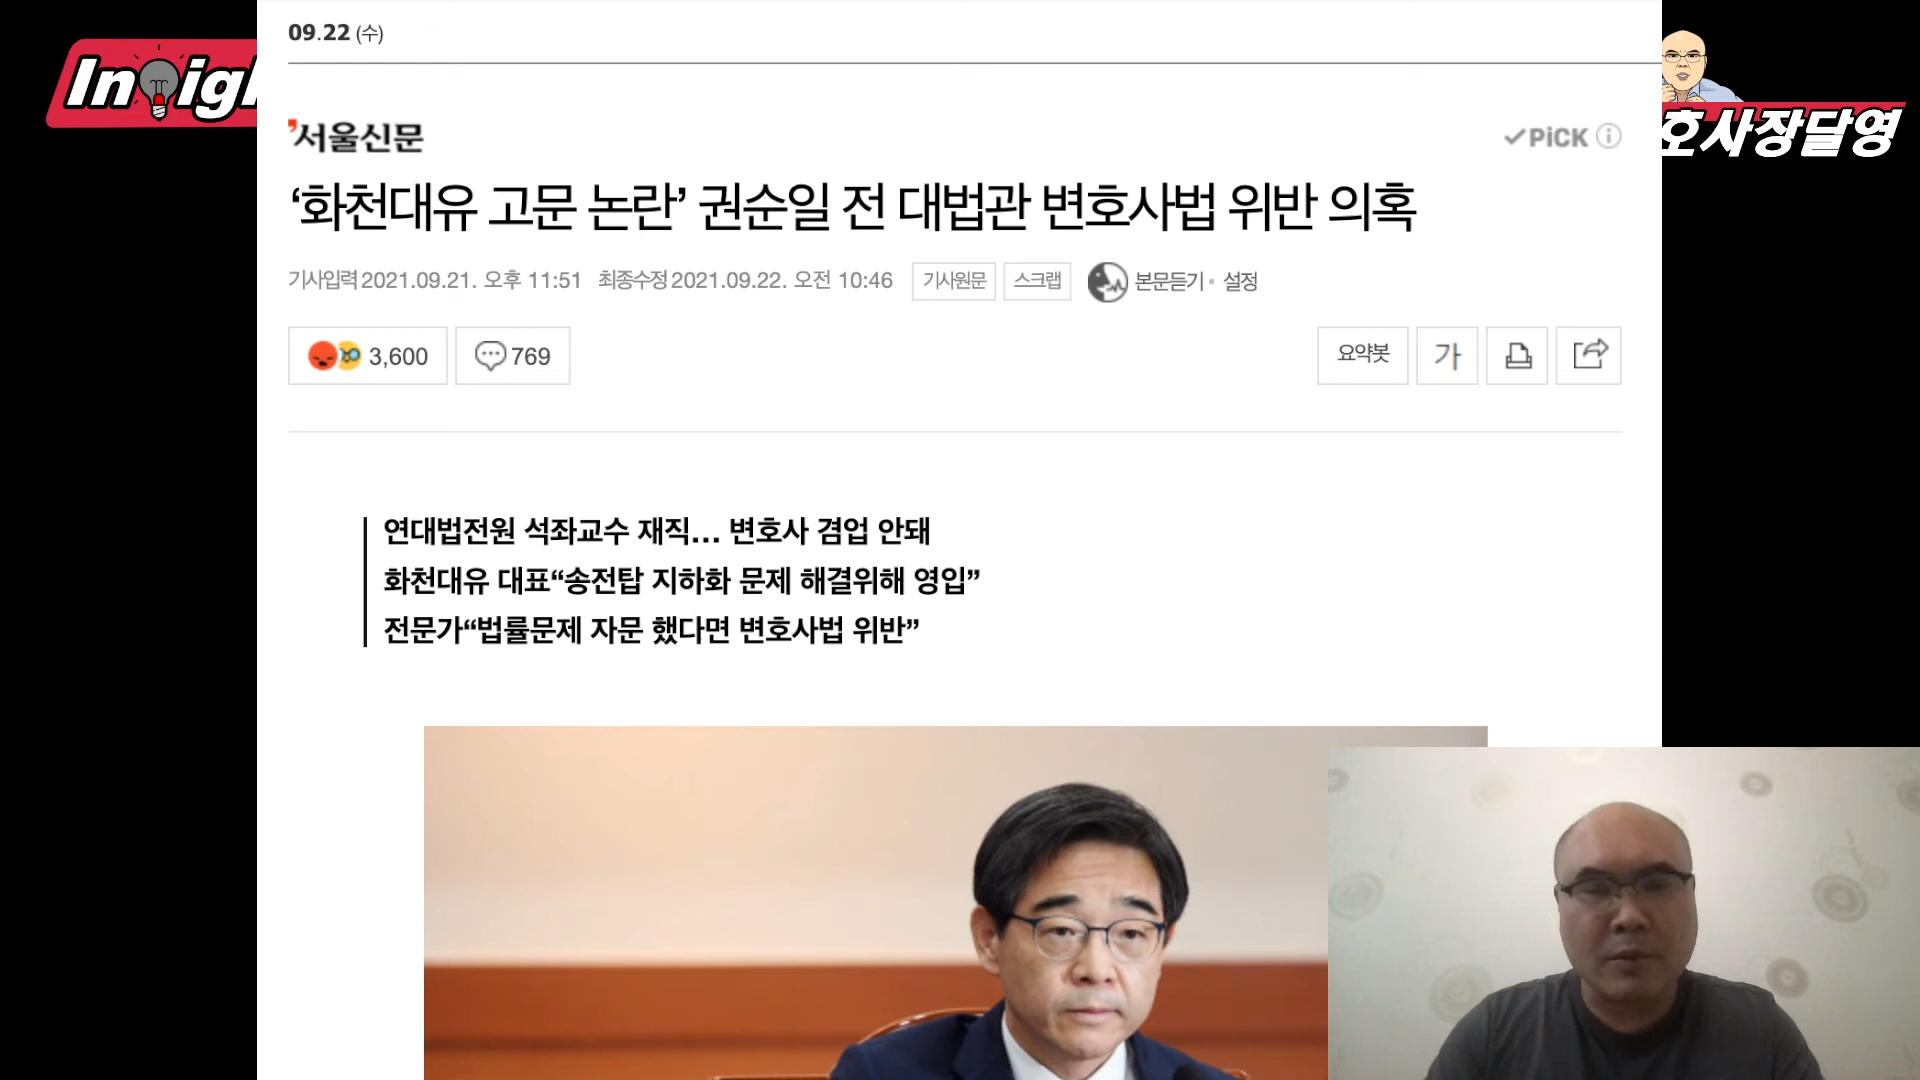 09.22 (수)
Insigh
호사장달영
서울신문
PiCK
‘화천대유 고문 논란’ 권순일 전 대법관 변호사법 위반 의혹
기사입력 2021.09.21. 오후 11:51 최종수정 2021.09.22. 오전 10:46 기사원문 스크랩 본문듣기 · 설정
3,600 769 요약봇 가
연대법전원 석좌교수 재직... 변호사 겸업 안돼
화천대유 대표“송전탑 지하화 문제 해결위해 영입”
전문가“법률문제 자문 했다면 변호사법 위반”